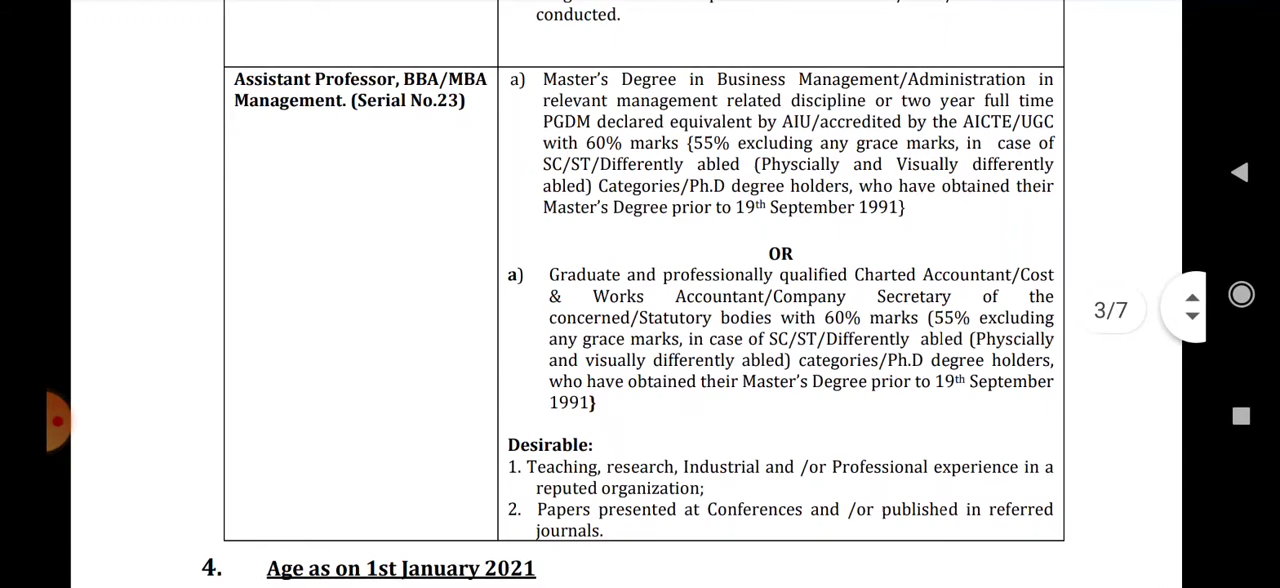 conducted.
Assistant Professor, BBA/MBA
Management. (Serial No.23)
a) Master's Degree in Business Management/Administration in
relevant management related discipline or two year full time
PGDM declared equivalent by AIU/accredited by the AICTE/UGC
with 60% marks {55% excluding any grace marks, in case of
SC/ST/Differently abled (Physcially and Visually differently
abled) Categories/Ph.D degree holders, who have obtained their
Master's Degree prior to 19th September 1991}
OR
a) Graduate and professionally qualified Charted Accountant/Cost
& Works Accountant/Company Secretary of the
concerned/Statutory bodies with 60% marks (55% excluding
any grace marks, in case of SC/ST/Differently abled (Physcially
and visually differently abled) categories/Ph.D degree holders,
who have obtained their Master's Degree prior to 19th September
1991}
Desirable:
1. Teaching, research, Industrial and /or Professional experience in a
reputed organization;
2. Papers presented at Conferences and /or published in referred
journals.
3/7
4. Age as on 1st January 2021